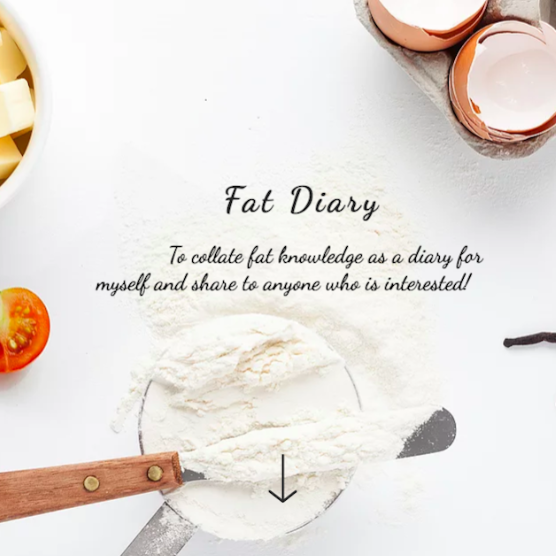 Fat Diary
To collate fat knowledge as a diary for
myself and share to anyone who is interested!